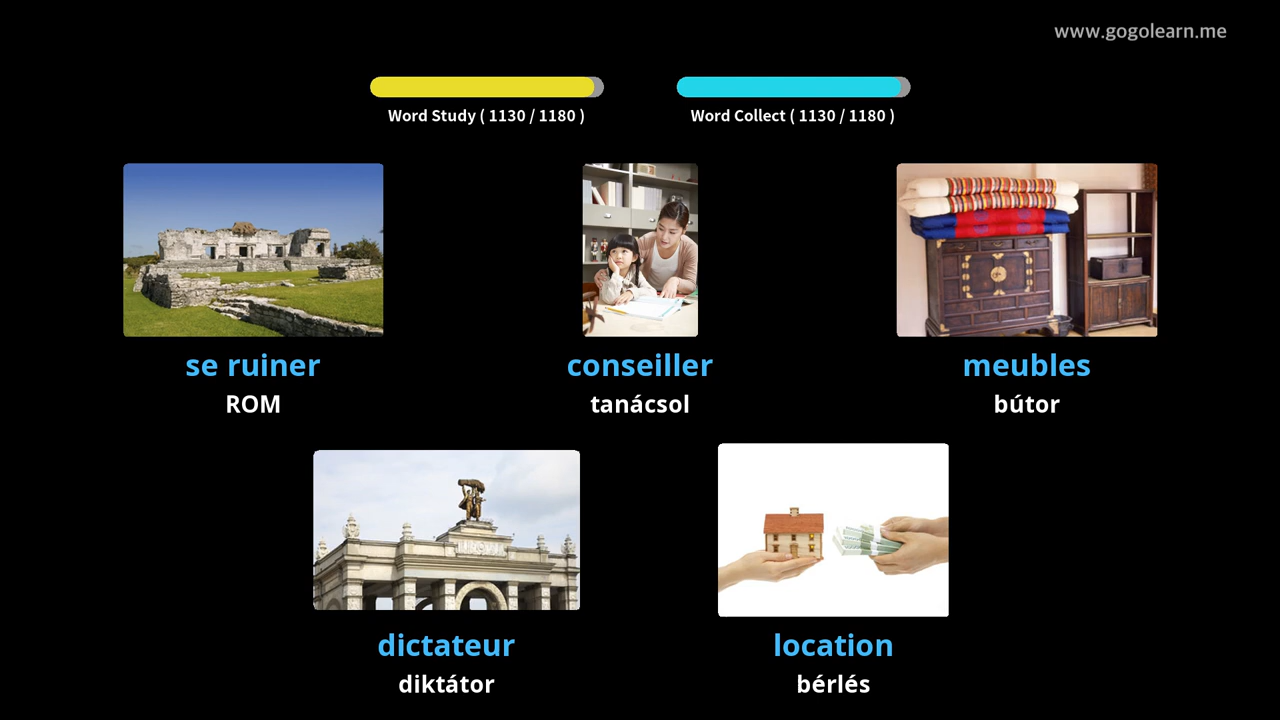 www.gogolearn.me
Word Study ( 1130 / 1180 )
Word Collect ( 1130 / 1180 )
se ruiner
ROM
conseiller
tanácsol
meubles
bútor
dictateur
diktátor
location
bérlés